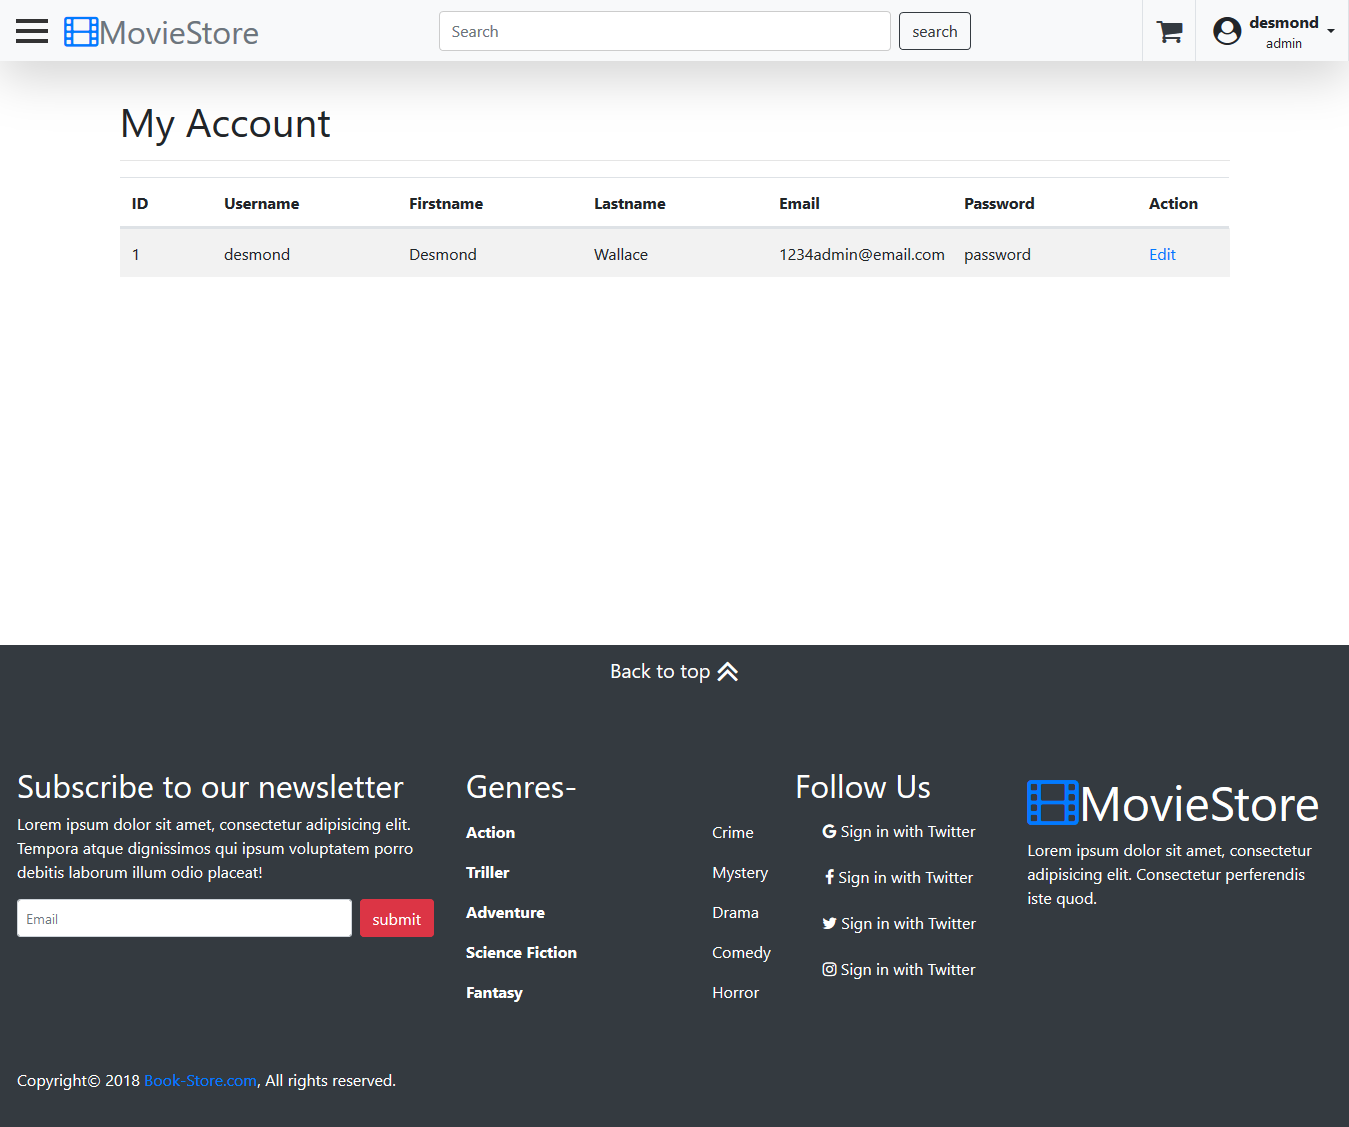 MovieStore
Search
search
desmond
admin
My Account
ID Username Firstname Lastname Email Password Action
1 desmond Desmond Wallace 1234admin@email.com password Edit
Back to top
Subscribe to our newsletter
Lorem ipsum dolor sit amet, consectetur adipisicing elit.
Tempora atque dignissimos qui ipsum voluptatem porro
debitis laborum illum odio placeat!
Email
submit
Genres-
Action
Triller
Adventure
Science Fiction
Fantasy
Crime
Mystery
Drama
Comedy
Horror
Follow Us
Sign in with Twitter
Sign in with Twitter
Sign in with Twitter
Sign in with Twitter
MovieStore
Lorem ipsum dolor sit amet, consectetur
adipisicing elit. Consectetur perferendis
iste quod.
Copyright© 2018 Book-Store.com, All rights reserved.